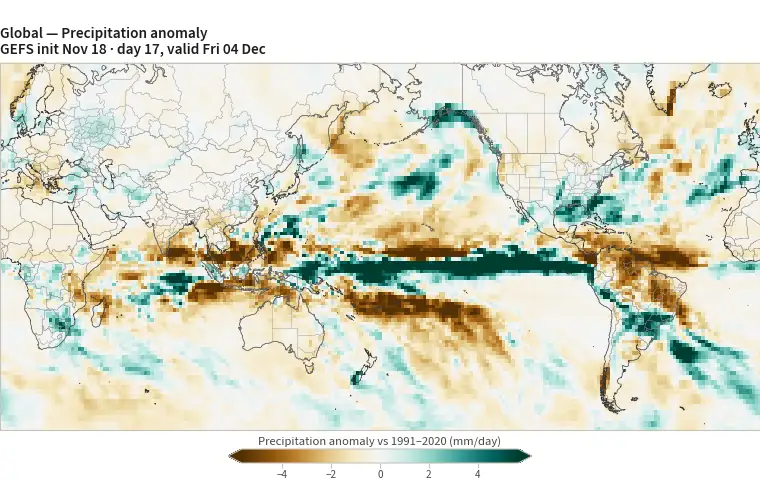 Global — Precipitation anomaly
GEFS init Nov 18 · day 17, valid Fri 04 Dec
Precipitation anomaly vs 1991–2020 (mm/day)
−4 −2 0 2 4